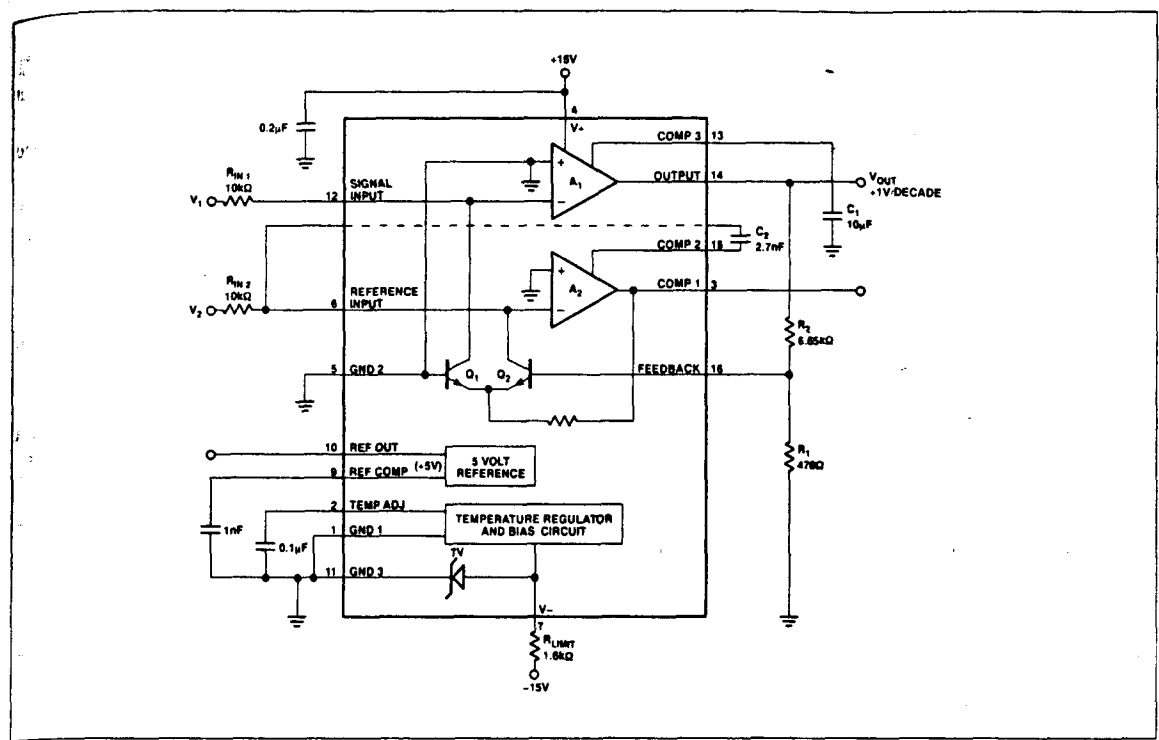 +15V
4
0.2µF
V+
COMP 3 13
RIN 1
10kΩ
SIGNAL
INPUT
+
A1
−
OUTPUT 14
VOUT
+1V/DECADE
V1
12
C1
10µF
C2
2.7nF
COMP 2 15
RIN 2
10kΩ
REFERENCE
INPUT
+
A2
−
COMP 1 3
V2
6
R2
6.65kΩ
5 GND 2
Q1
Q2
FEEDBACK 16
10 REF OUT
(+5V)
5 VOLT
REFERENCE
9 REF COMP
R1
2 TEMP ADJ
TEMPERATURE REGULATOR
AND BIAS CIRCUIT
1nF
1 GND 1
0.1µF
7V
11 GND 3
V−
7
RLIMIT
1.6kΩ
−15V